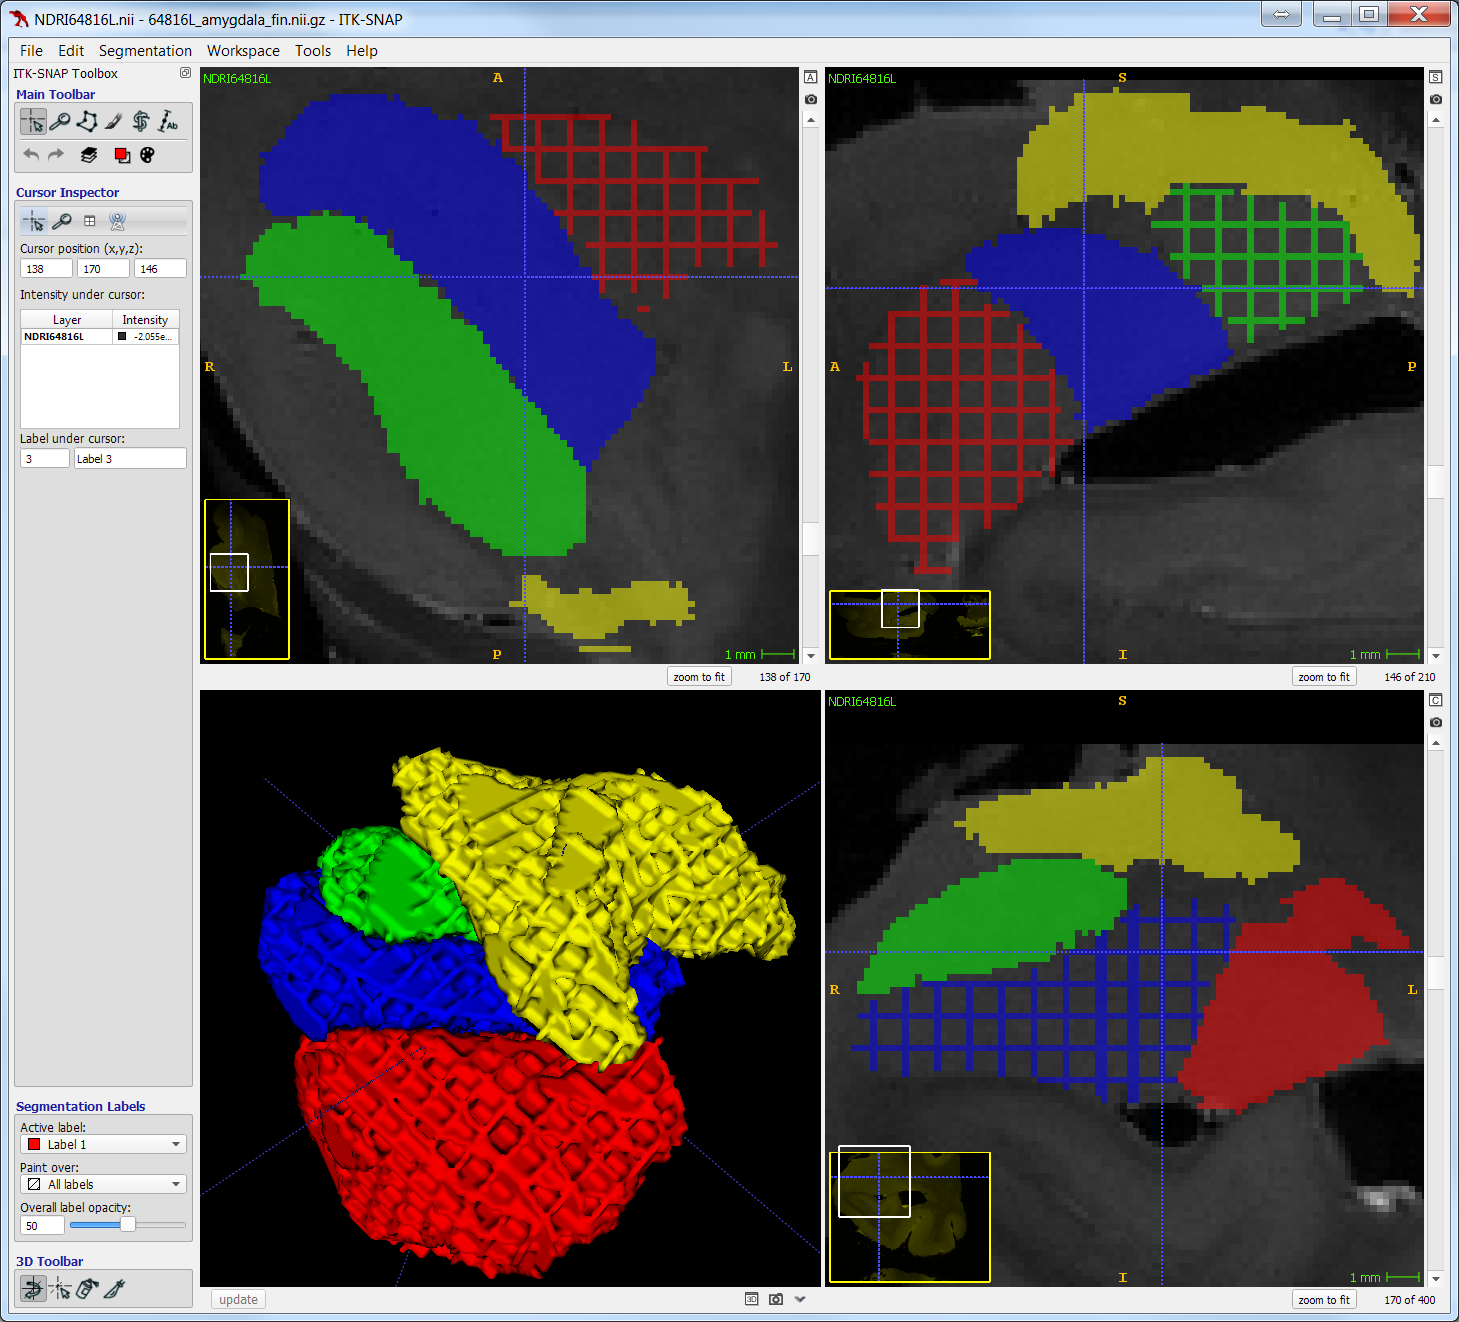 NDRI64816L.nii - 64816L_amygdala_fin.nii.gz - ITK-SNAP
File Edit Segmentation Workspace Tools Help
ITK-SNAP Toolbox
Main Toolbar
Ab
Cursor Inspector
Cursor position (x,y,z):
138 170 146
Intensity under cursor:
Layer Intensity
NDRI64816L -2.055e...
Label under cursor:
3 Label 3
Segmentation Labels
Active label:
Label 1
Paint over:
All labels
Overall label opacity:
50
3D Toolbar
NDRI64816L
A
R
L
P
1 mm
A
zoom to fit 138 of 170
NDRI64816L
S
A
P
I
1 mm
S
zoom to fit 146 of 210
update
3D
NDRI64816L
S
R
L
I
1 mm
C
zoom to fit 170 of 400